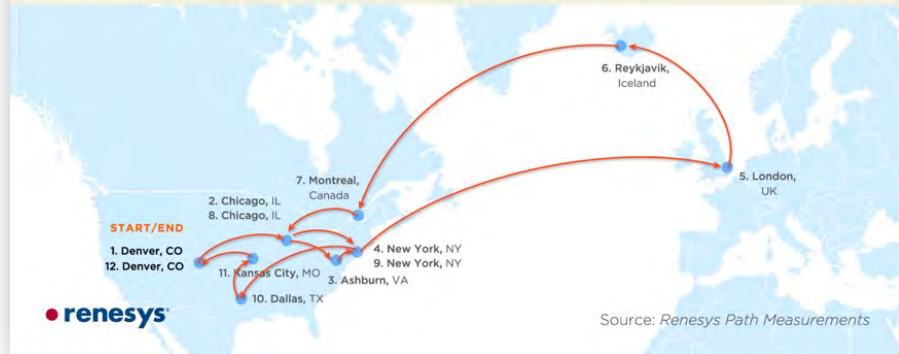 6. Reykjavik,
Iceland
7. Montreal,
Canada
5. London,
UK
2. Chicago, IL
8. Chicago, IL
START/END
1. Denver, CO
12. Denver, CO
4. New York, NY
9. New York, NY
11. Kansas City, MO
3. Ashburn, VA
10. Dallas, TX
renesys
Source: Renesys Path Measurements